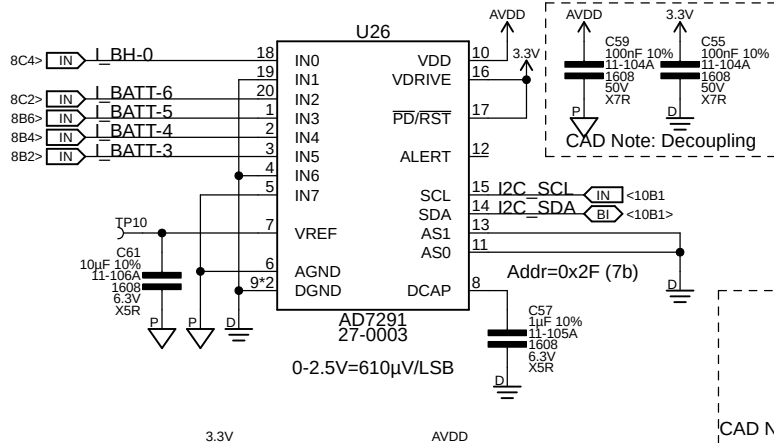 U26
AVDD
AVDD
3.3V
3.3V
C59
100nF 10%
11-104A
1608
50V
X7R
P
C55
100nF 10%
11-104A
1608
50V
X7R
D
CAD Note: Decoupling
8C4> IN I_BH-0 18 IN0
19 IN1
8C2> IN I_BATT-6 20 IN2
8B6> IN I_BATT-5 1 IN3
8B4> IN I_BATT-4 2 IN4
8B2> IN I_BATT-3 3 IN5
4 IN6
5 IN7
TP10 7 VREF
6 AGND
9*2 DGND
VDD 10
VDRIVE 16
PD/RST 17
ALERT 12
SCL 15 I2C_SCL IN <10B1
SDA 14 I2C_SDA BI <10B1>
AS1 13
AS0 11
DCAP 8
Addr=0x2F (7b)
D
C61
10µF 10%
11-106A
1608
6.3V
X5R
P
P
D
AD7291
27-0003
C57
1µF 10%
11-105A
1608
6.3V
X5R
D
0-2.5V=610µV/LSB
3.3V
AVDD
CAD N